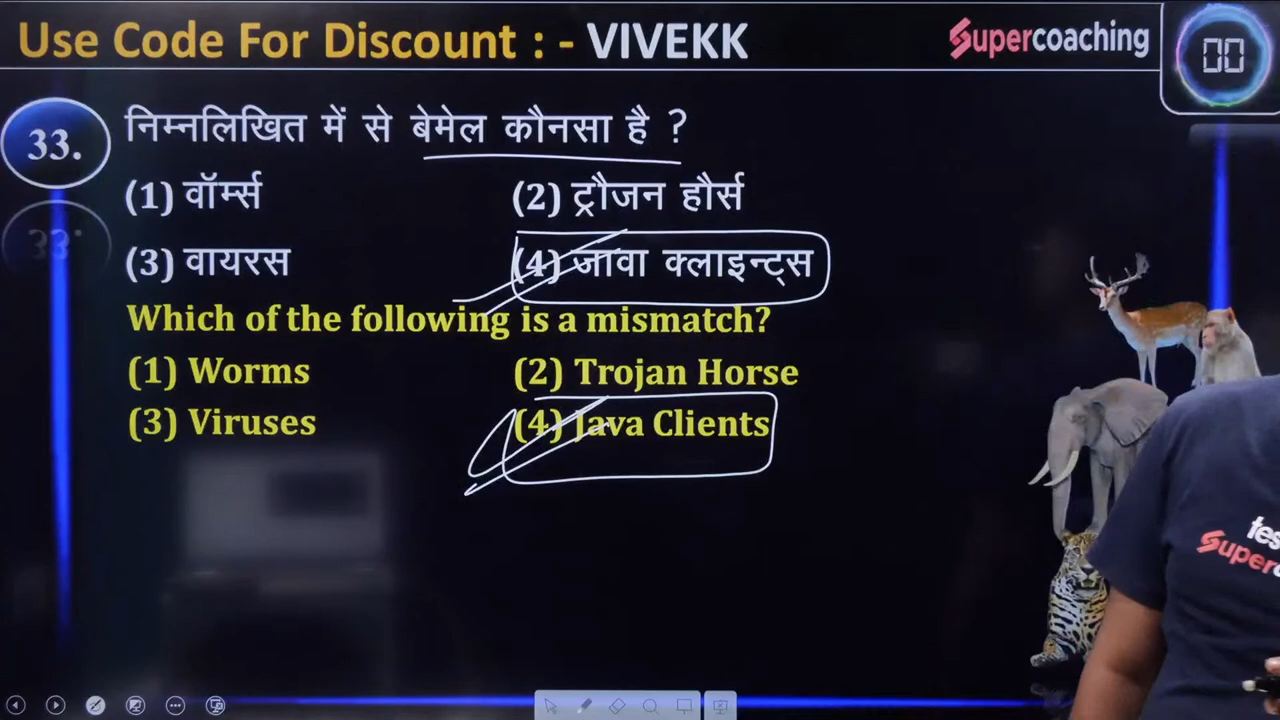 Use Code For Discount : - VIVEKK
Supercoaching
00
33.
निम्नलिखित में से बेमेल कौनसा है ?
(1) वॉर्म्स
(2) ट्रौजन हौर्स
(3) वायरस
(4) जावा क्लाइन्ट्स
Which of the following is a mismatch?
(1) Worms
(2) Trojan Horse
(3) Viruses
(4) Java Clients